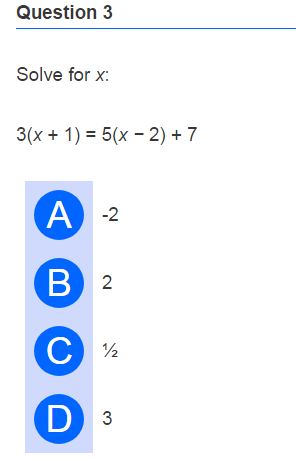 Question 3
Solve for x:
3(x + 1) = 5(x − 2) + 7
A -2
B 2
C ½
D 3